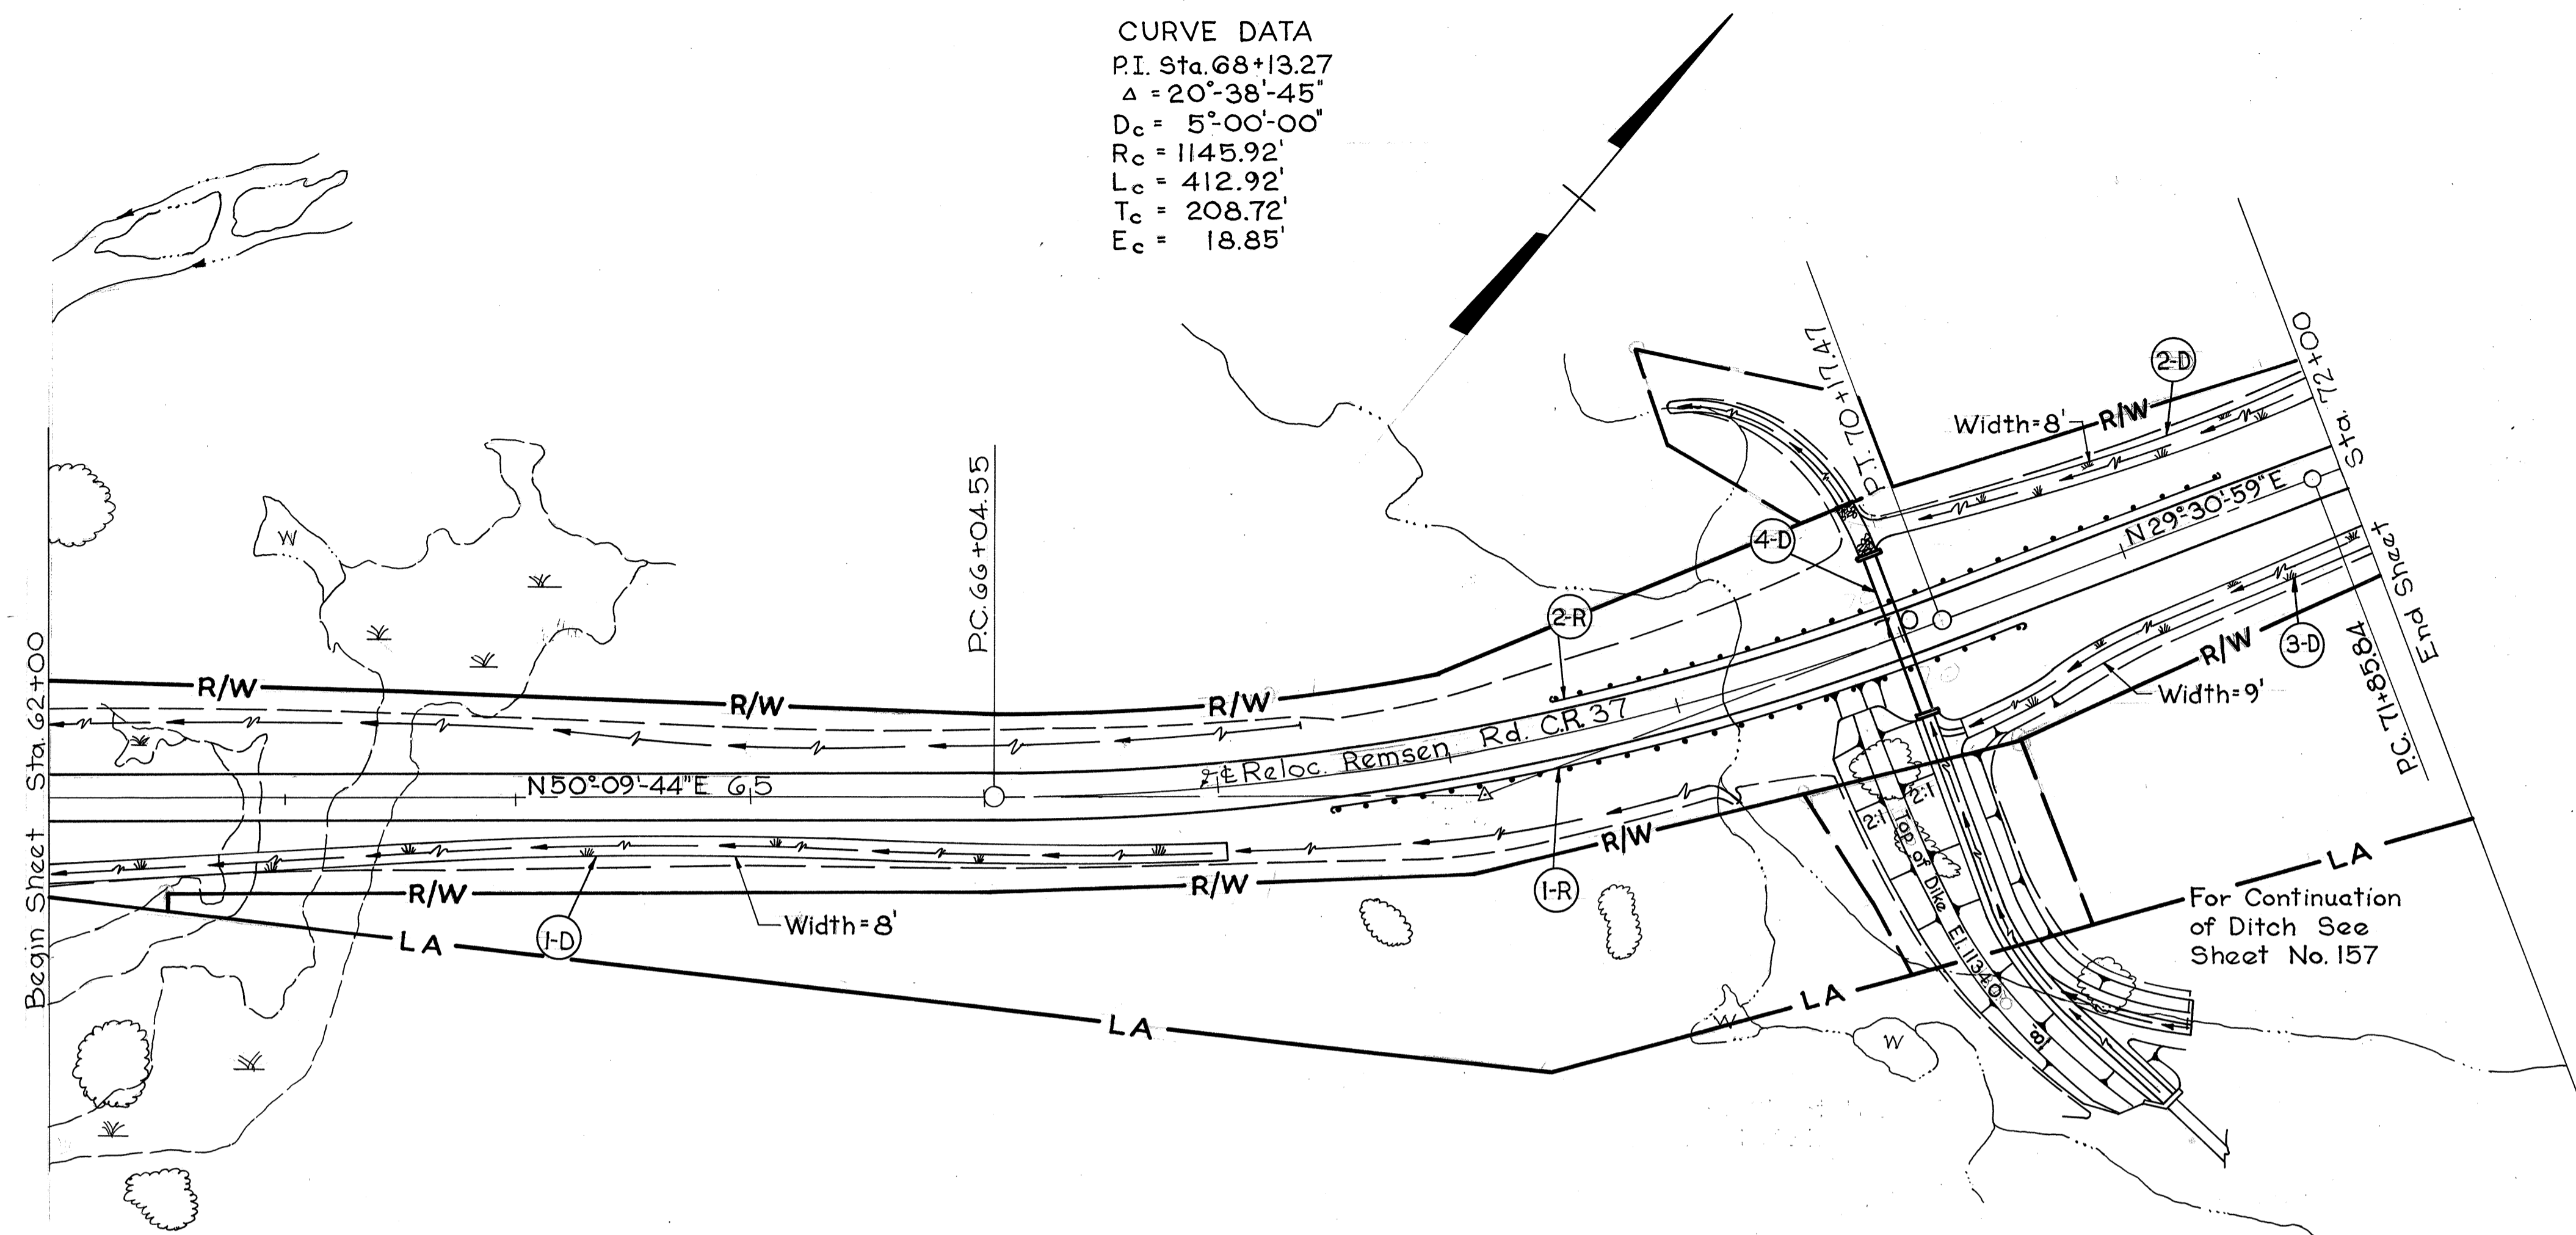 CURVE DATA
P.I. Sta. 68+13.27
Δ = 20°-38'-45"
Dc = 5°-00'-00"
Rc = 1145.92'
Lc = 412.92'
Tc = 208.72'
Ec = 18.85'
P.T. 70+17.47
Sta. 72+00
End Sheet
P.C. 71+85.84
2-D
Width=8'
R/W
N 29°-30'-59"E
4-D
2-R
3-D
R/W
Width=9'
W
P.C. 66+04.55
Begin Sheet Sta. 62+00
R/W
R/W
R/W
℄ Reloc. Remsen Rd. C.R. 37
N50°-09'-44"E 65
R/W
R/W
R/W
1-R
1-D
Width=8'
2:1
2:1
Top of Dike El. 1134.0
8'
LA
LA
LA
LA
For Continuation
of Ditch See
Sheet No. 157
W
W